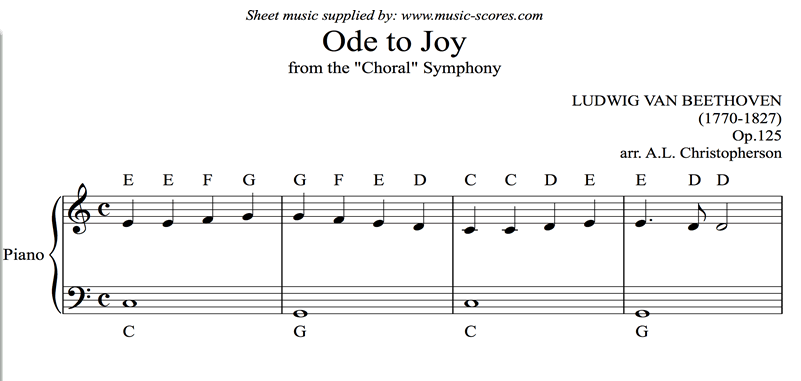 Sheet music supplied by: www.music-scores.com
Ode to Joy
from the "Choral" Symphony
LUDWIG VAN BEETHOVEN
(1770-1827)
Op.125
arr. A.L. Christopherson
E E F G G F E D C C D E E D D
Piano
C G C G